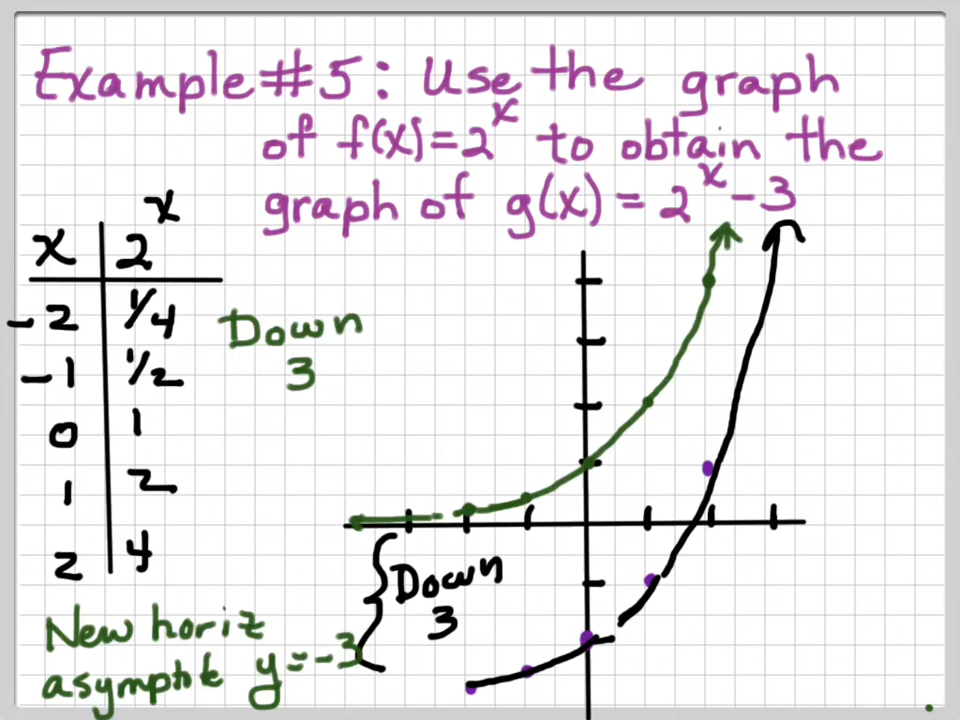 Example #5: Use the graph
of f(x)=2^x to obtain the
graph of g(x) = 2^x - 3
x | 2^x
-2 | 1/4
-1 | 1/2
0 | 1
1 | 2
2 | 4
Down
3
Down
3
New horiz
asymptote y = -3